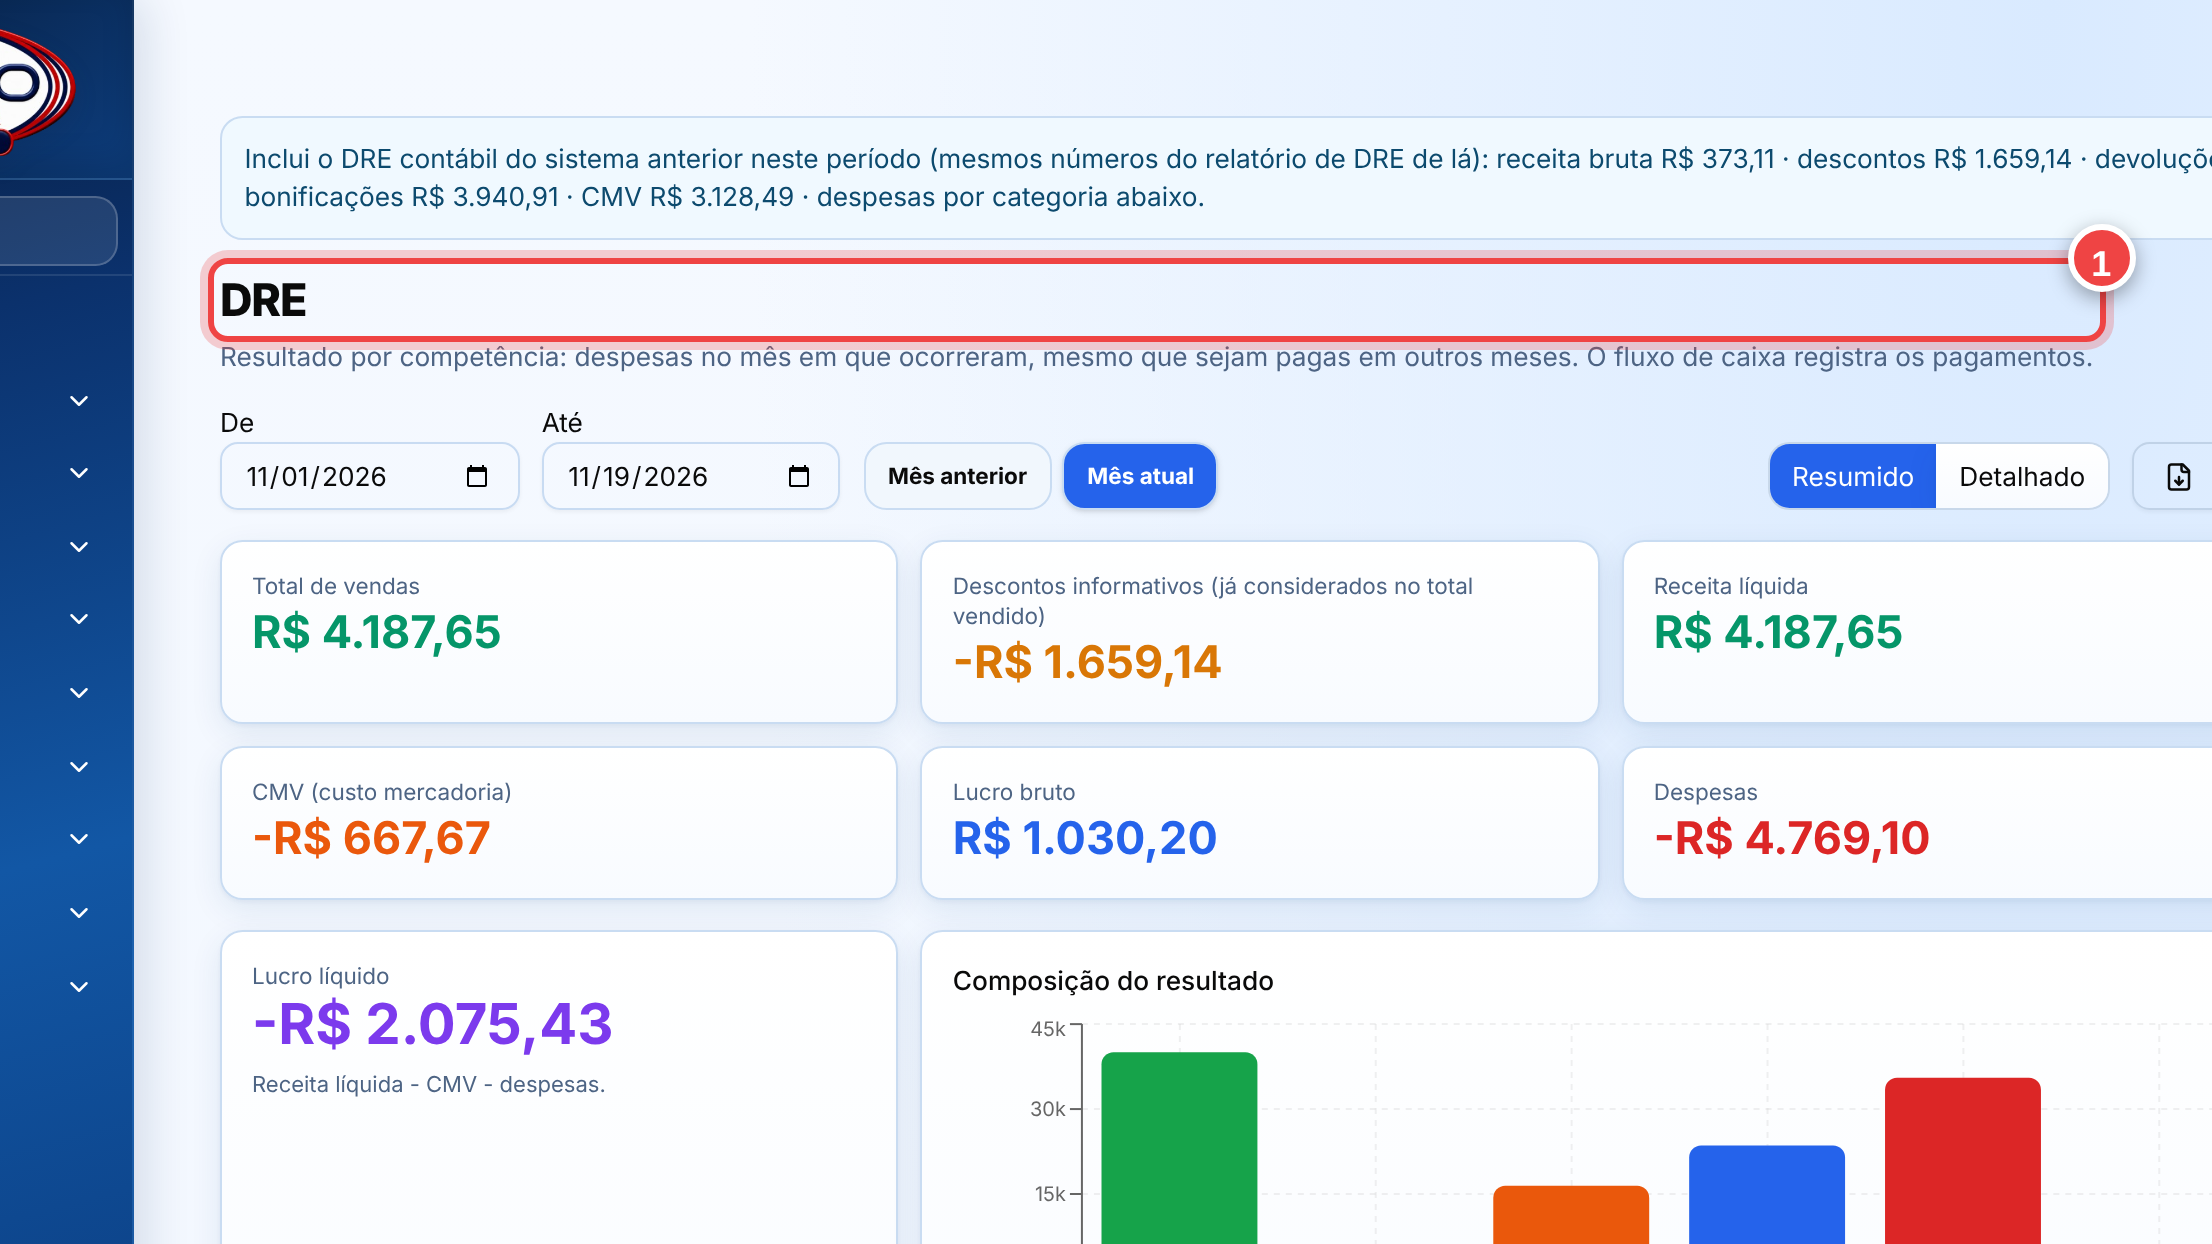 Inclui o DRE contábil do sistema anterior neste período (mesmos números do relatório de DRE de lá): receita bruta R$ 373,11 · descontos R$ 1.659,14 ·
bonificações R$ 3.940,91 · CMV R$ 3.128,49 · despesas por categoria abaixo.
1
DRE
Resultado por competência: despesas no mês em que ocorreram, mesmo que sejam pagas em outros meses. O fluxo de caixa registra os pagamentos.
De
Até
11/01/2026
11/19/2026
Mês anterior
Mês atual
Resumido
Detalhado
Total de vendas
R$ 4.187,65
Descontos informativos (já considerados no total
vendido)
-R$ 1.659,14
Receita líquida
R$ 4.187,65
CMV (custo mercadoria)
-R$ 667,67
Lucro bruto
R$ 1.030,20
Despesas
-R$ 4.769,10
Lucro líquido
-R$ 2.075,43
Receita líquida - CMV - despesas.
Composição do resultado
45k
30k
15k